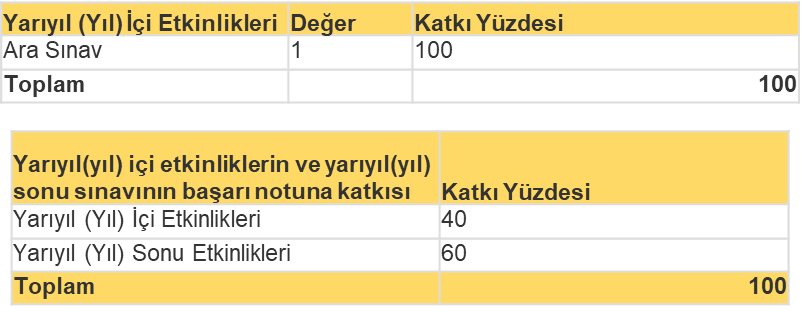 Yarıyıl (Yıl) İçi Etkinlikleri Değer Katkı Yüzdesi
Ara Sınav 1 100
Toplam 100
Yarıyıl(yıl) içi etkinliklerin ve yarıyıl(yıl)
sonu sınavının başarı notuna katkısı Katkı Yüzdesi
Yarıyıl (Yıl) İçi Etkinlikleri 40
Yarıyıl (Yıl) Sonu Etkinlikleri 60
Toplam 100